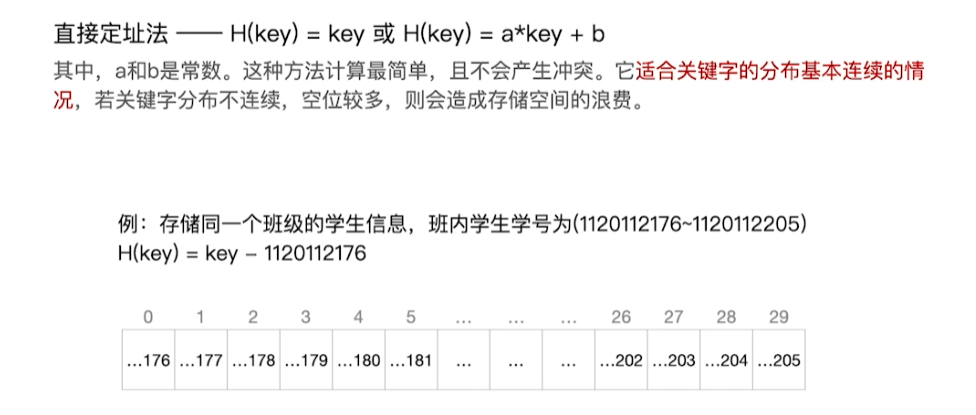 直接定址法 —— H(key) = key 或 H(key) = a*key + b
其中，a和b是常数。这种方法计算最简单，且不会产生冲突。它适合关键字的分布基本连续的情
况，若关键字分布不连续，空位较多，则会造成存储空间的浪费。
例：存储同一个班级的学生信息，班内学生学号为(1120112176~1120112205)
H(key) = key – 1120112176
0 1 2 3 4 5 ... ... ... 26 27 28 29
...176 ...177 ...178 ...179 ...180 ...181 ... ... ... ...202 ...203 ...204 ...205